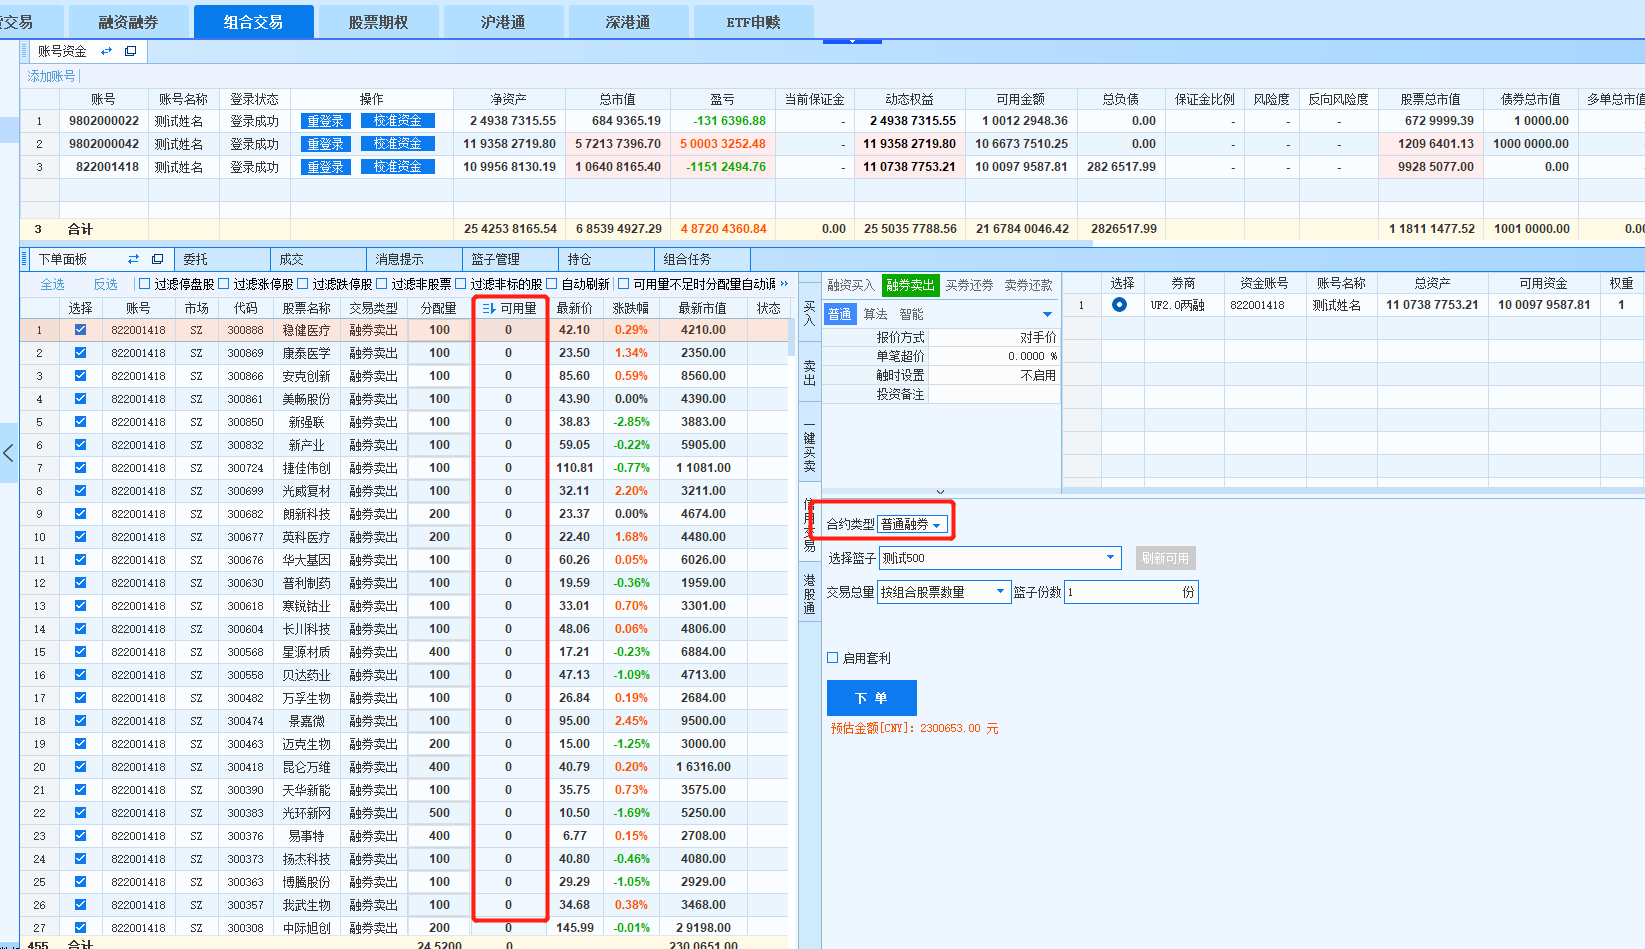 交易 融资融券 组合交易 股票期权 沪港通 深港通 ETF申赎
账号资金
添加账号
账号 账号名称 登录状态 操作 净资产 总市值 盈亏 当前保证金 动态权益 可用金额 总负债 保证金比例 风险度 反向风险度 股票总市值 债券总市值 多单总市值
1 9802000022 测试姓名 登录成功 重登录 校准资金 2 4938 7315.55 684 9365.19 -131 6396.88 - 2 4938 7315.55 1 0012 2948.36 0.00 - - - 672 9999.39 1 0000.00
2 9802000042 测试姓名 登录成功 重登录 校准资金 11 9358 2719.80 5 7213 7396.70 5 0003 3252.48 - 11 9358 2719.80 10 6673 7510.25 0.00 - - - 1209 6401.13 1000 0000.00
3 822001418 测试姓名 登录成功 重登录 校准资金 10 9956 8130.19 1 0640 8165.40 -1151 2494.76 - 11 0738 7753.21 10 0097 9587.81 282 6517.99 - - - 9928 5077.00 0.00
3 合计 25 4253 8165.54 6 8539 4927.29 4 8720 4360.84 0.00 25 5035 7788.56 21 6784 0046.42 2826517.99 1 1811 1477.52 1001 0000.00 0.00
下单面板 委托 成交 消息提示 篮子管理 持仓 组合任务
全选 反选 过滤停盘股 过滤涨停股 过滤跌停股 过滤非股票 过滤非标的股 自动刷新 可用量不足时分配量自动调 »
选择 账号 市场 代码 股票名称 交易类型 分配量 可用量 最新价 涨跌幅 最新市值 状态
1 822001418 SZ 300888 稳健医疗 融券卖出 100 0 42.10 0.29% 4210.00
2 822001418 SZ 300869 康泰医学 融券卖出 100 0 23.50 1.34% 2350.00
3 822001418 SZ 300866 安克创新 融券卖出 100 0 85.60 0.59% 8560.00
4 822001418 SZ 300861 美畅股份 融券卖出 100 0 43.90 0.00% 4390.00
5 822001418 SZ 300850 新强联 融券卖出 100 0 38.83 -2.85% 3883.00
6 822001418 SZ 300832 新产业 融券卖出 100 0 59.05 -0.22% 5905.00
7 822001418 SZ 300724 捷佳伟创 融券卖出 100 0 110.81 -0.77% 1 1081.00
8 822001418 SZ 300699 光威复材 融券卖出 100 0 32.11 2.20% 3211.00
9 822001418 SZ 300682 朗新科技 融券卖出 200 0 23.37 0.00% 4674.00
10 822001418 SZ 300677 英科医疗 融券卖出 200 0 22.40 1.68% 4480.00
11 822001418 SZ 300676 华大基因 融券卖出 100 0 60.26 0.05% 6026.00
12 822001418 SZ 300630 普利制药 融券卖出 100 0 19.59 -0.36% 1959.00
13 822001418 SZ 300618 寒锐钴业 融券卖出 100 0 33.01 0.70% 3301.00
14 822001418 SZ 300604 长川科技 融券卖出 100 0 48.06 0.06% 4806.00
15 822001418 SZ 300568 星源材质 融券卖出 400 0 17.21 -0.23% 6884.00
16 822001418 SZ 300558 贝达药业 融券卖出 100 0 47.13 -1.09% 4713.00
17 822001418 SZ 300482 万孚生物 融券卖出 100 0 26.84 0.19% 2684.00
18 822001418 SZ 300474 景嘉微 融券卖出 100 0 95.00 2.45% 9500.00
19 822001418 SZ 300463 迈克生物 融券卖出 200 0 15.00 -1.25% 3000.00
20 822001418 SZ 300418 昆仑万维 融券卖出 400 0 40.79 0.20% 1 6316.00
21 822001418 SZ 300390 天华新能 融券卖出 100 0 35.75 0.73% 3575.00
22 822001418 SZ 300383 光环新网 融券卖出 500 0 10.50 -1.69% 5250.00
23 822001418 SZ 300376 易事特 融券卖出 400 0 6.77 0.15% 2708.00
24 822001418 SZ 300373 扬杰科技 融券卖出 100 0 40.80 -0.46% 4080.00
25 822001418 SZ 300363 博腾股份 融券卖出 100 0 29.29 -1.05% 2929.00
26 822001418 SZ 300357 我武生物 融券卖出 100 0 34.68 0.38% 3468.00
27 822001418 SZ 300308 中际旭创 融券卖出 200 0 145.99 -0.01% 2 9198.00
455 合计 24 5200 0 230 0651.00
买入
卖出
一键买卖
信用交易
港股通
融资买入 融券卖出 买券还券 卖券还款
普通 算法 智能
报价方式 对手价
单笔超价 0.0000 %
触时设置 不启用
投资备注
选择 券商 资金账号 账号名称 总资产 可用资金 权重
1 UF2.0两融 822001418 测试姓名 11 0738 7753.21 10 0097 9587.81 1
合约类型 普通融券
选择篮子 测试500 刷新可用
交易总量 按组合股票数量 篮子份数 1 份
启用套利
下 单
预估金额[CNY]: 2300653.00 元